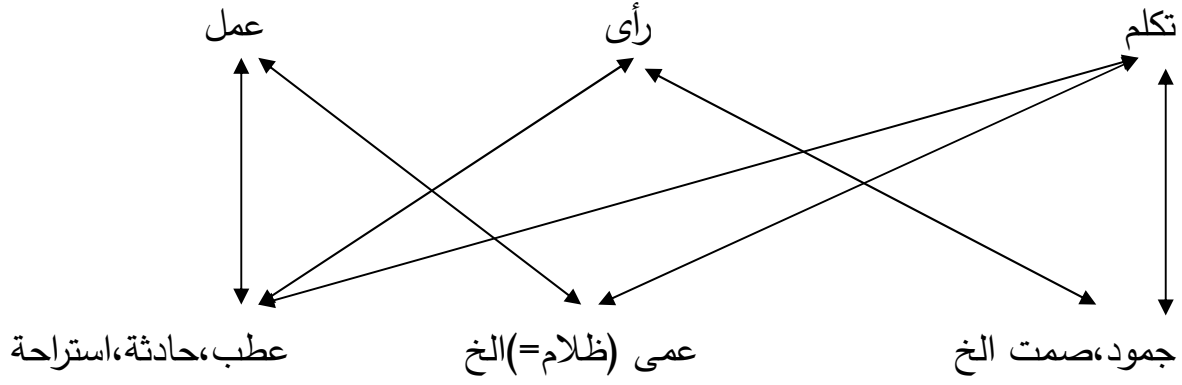 تكلم رأى عمل
جمود،صمت الخ عمى (ظلام=)الخ عطب،حادثة،استراحة